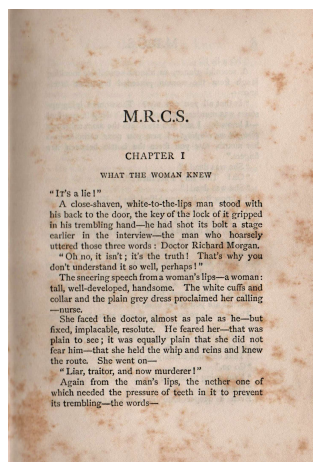 M.R.C.S.
CHAPTER I
WHAT THE WOMAN KNEW
"It's a lie!"
A close-shaven, white-to-the-lips man stood with
his back to the door, the key of the lock of it gripped
in his trembling hand—he had shot its bolt a stage
earlier in the interview—the man who hoarsely
uttered those three words: Doctor Richard Morgan.
"Oh no, it isn't; it's the truth! That's why you
don't understand it so well, perhaps!"
The sneering speech from a woman's lips—a woman:
tall, well-developed, handsome. The white cuffs and
collar and the plain grey dress proclaimed her calling
—nurse.
She faced the doctor, almost as pale as he—but
fixed, implacable, resolute. He feared her—that was
plain to see; it was equally plain that she did not
fear him—that she held the whip and reins and knew
the route. She went on—
"Liar, traitor, and now murderer!"
Again from the man's lips, the nether one of
which needed the pressure of teeth in it to prevent
its trembling—the words—